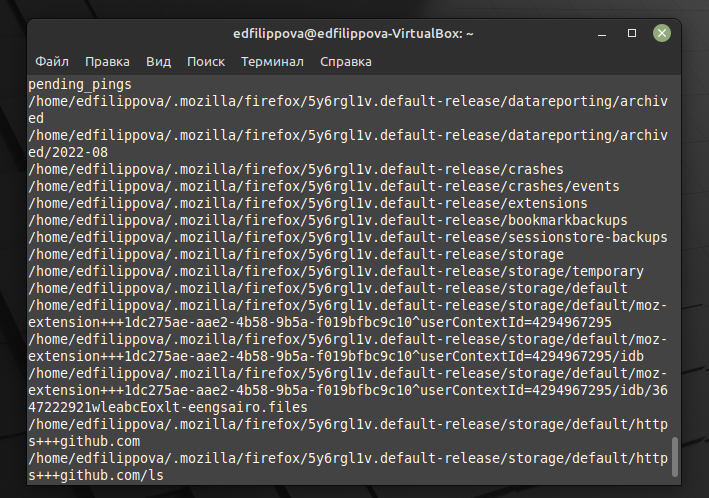 edfilippova@edfilippova-VirtualBox: ~
Файл Правка Вид Поиск Терминал Справка
pending_pings
/home/edfilippova/.mozilla/firefox/5y6rgl1v.default-release/datareporting/archiv
ed
/home/edfilippova/.mozilla/firefox/5y6rgl1v.default-release/datareporting/archiv
ed/2022-08
/home/edfilippova/.mozilla/firefox/5y6rgl1v.default-release/crashes
/home/edfilippova/.mozilla/firefox/5y6rgl1v.default-release/crashes/events
/home/edfilippova/.mozilla/firefox/5y6rgl1v.default-release/extensions
/home/edfilippova/.mozilla/firefox/5y6rgl1v.default-release/bookmarkbackups
/home/edfilippova/.mozilla/firefox/5y6rgl1v.default-release/sessionstore-backups
/home/edfilippova/.mozilla/firefox/5y6rgl1v.default-release/storage
/home/edfilippova/.mozilla/firefox/5y6rgl1v.default-release/storage/temporary
/home/edfilippova/.mozilla/firefox/5y6rgl1v.default-release/storage/default
/home/edfilippova/.mozilla/firefox/5y6rgl1v.default-release/storage/default/moz-
extension+++1dc275ae-aae2-4b58-9b5a-f019bfbc9c10^userContextId=4294967295
/home/edfilippova/.mozilla/firefox/5y6rgl1v.default-release/storage/default/moz-
extension+++1dc275ae-aae2-4b58-9b5a-f019bfbc9c10^userContextId=4294967295/idb
/home/edfilippova/.mozilla/firefox/5y6rgl1v.default-release/storage/default/moz-
extension+++1dc275ae-aae2-4b58-9b5a-f019bfbc9c10^userContextId=4294967295/idb/36
47222921wleabcEoxlt-eengsairo.files
/home/edfilippova/.mozilla/firefox/5y6rgl1v.default-release/storage/default/http
s+++github.com
/home/edfilippova/.mozilla/firefox/5y6rgl1v.default-release/storage/default/http
s+++github.com/ls